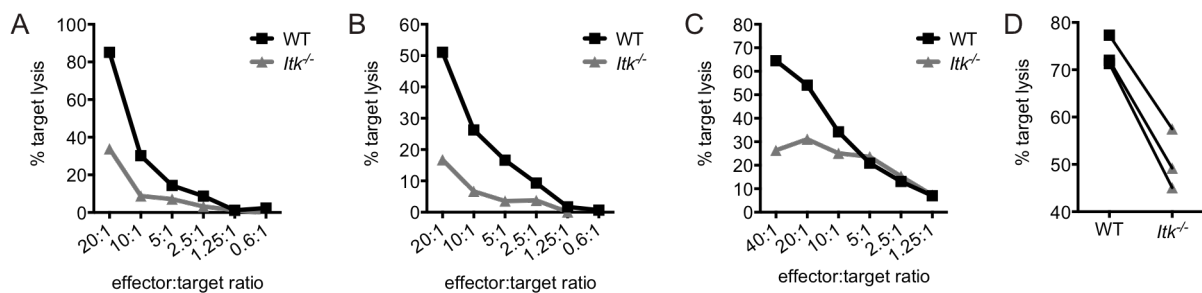 A
% target lysis
100
80
60
40
20
0
WT
Itk-/-
20:1
10:1
5:1
2.5:1
1.25:1
0.6:1
effector:target ratio
B
% target lysis
60
50
40
30
20
10
0
WT
Itk-/-
20:1
10:1
5:1
2.5:1
1.25:1
0.6:1
effector:target ratio
C
% target lysis
80
70
60
50
40
30
20
10
0
WT
Itk-/-
40:1
20:1
10:1
5:1
2.5:1
1.25:1
effector:target ratio
D
% target lysis
80
70
60
50
40
WT
Itk-/-